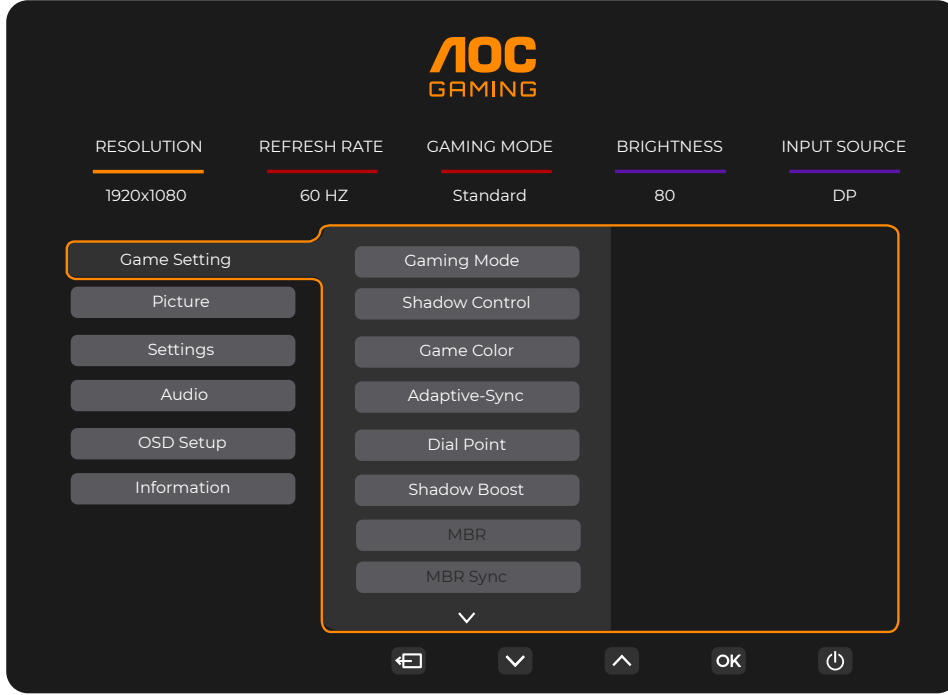 AOC
GAMING
RESOLUTION REFRESH RATE GAMING MODE BRIGHTNESS INPUT SOURCE
1920x1080 60 HZ Standard 80 DP
Game Setting
Picture
Settings
Audio
OSD Setup
Information
Gaming Mode
Shadow Control
Game Color
Adaptive-Sync
Dial Point
Shadow Boost
MBR
MBR Sync
OK